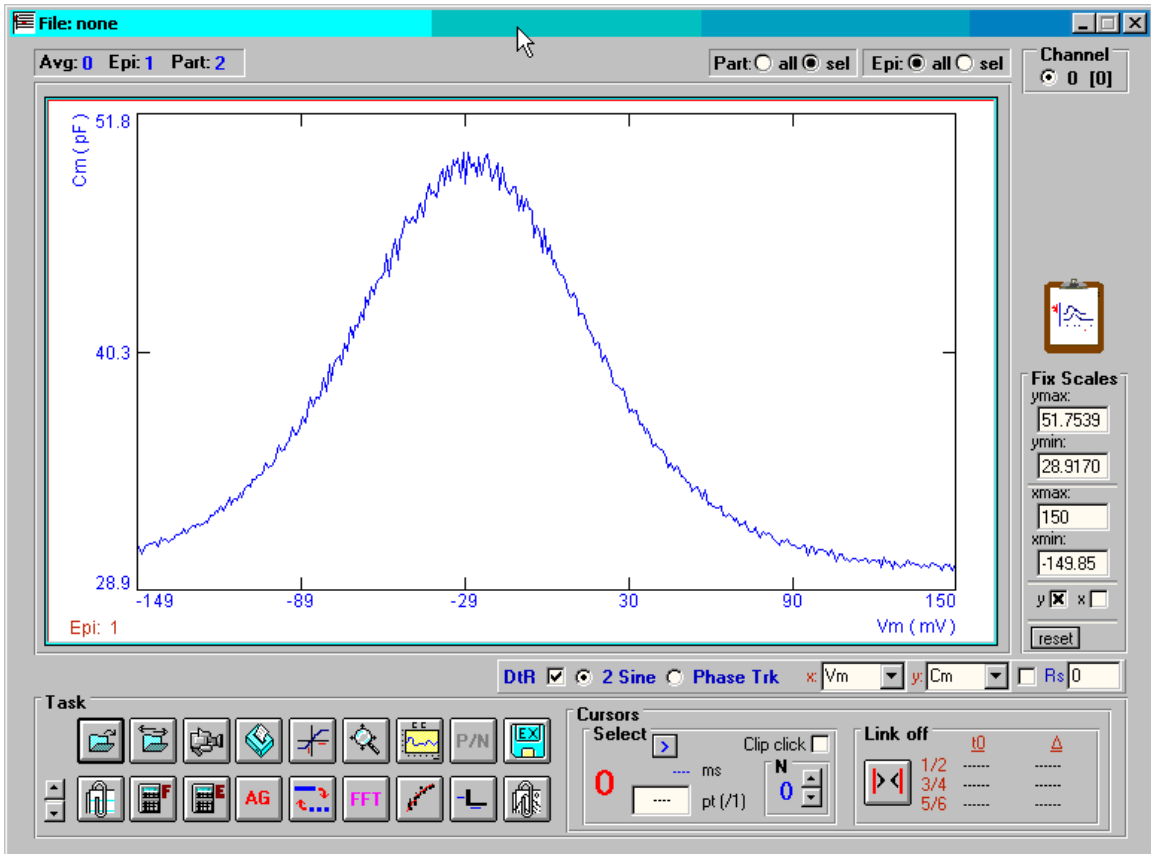 File: none
Avg: 0 Epi: 1 Part: 2
Part: all sel
Epi: all sel
Channel
0 [0]
Cm ( pF )
51.8
40.3
28.9
-149 -89 -29 30 90 150
Epi: 1
Vm ( mV )
Fix Scales
ymax:
51.7539
ymin:
28.9170
xmax:
150
xmin:
-149.85
y x
reset
DtR 2 Sine Phase Trk x: Vm y: Cm Rs 0
Task
P/N
EX
F
E
AG
FFT
Cursors
Select
>
Clip click
0
---- ms
---- pt (/1)
N
0
Link off
t0 Δ
1/2 ----- -----
3/4 ----- -----
5/6 ----- -----